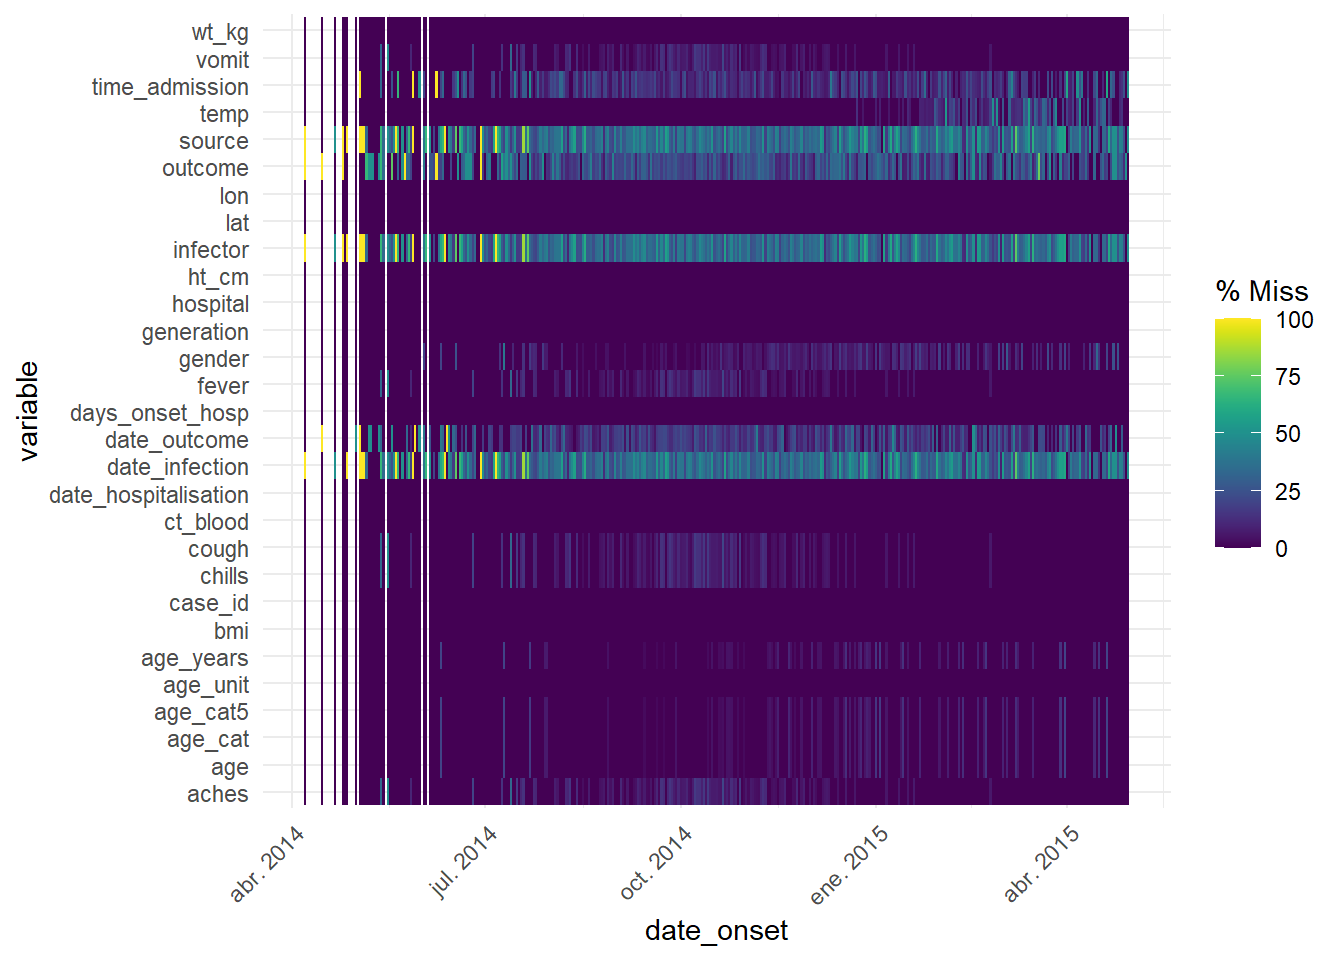 wt_kg
vomit
time_admission
temp
source
outcome
lon
lat
infector
ht_cm
hospital
generation
gender
fever
days_onset_hosp
date_outcome
date_infection
date_hospitalisation
ct_blood
cough
chills
case_id
bmi
age_years
age_unit
age_cat5
age_cat
age
aches
variable
abr. 2014
jul. 2014
oct. 2014
ene. 2015
abr. 2015
date_onset
% Miss
100
75
50
25
0